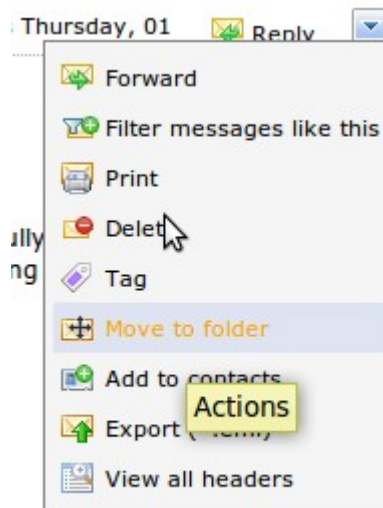 Thursday, 01 Reply
Forward
Filter messages like this
Print
ully Delet
ng Tag
Move to folder
Add to contacts
Actions
Export
View all headers